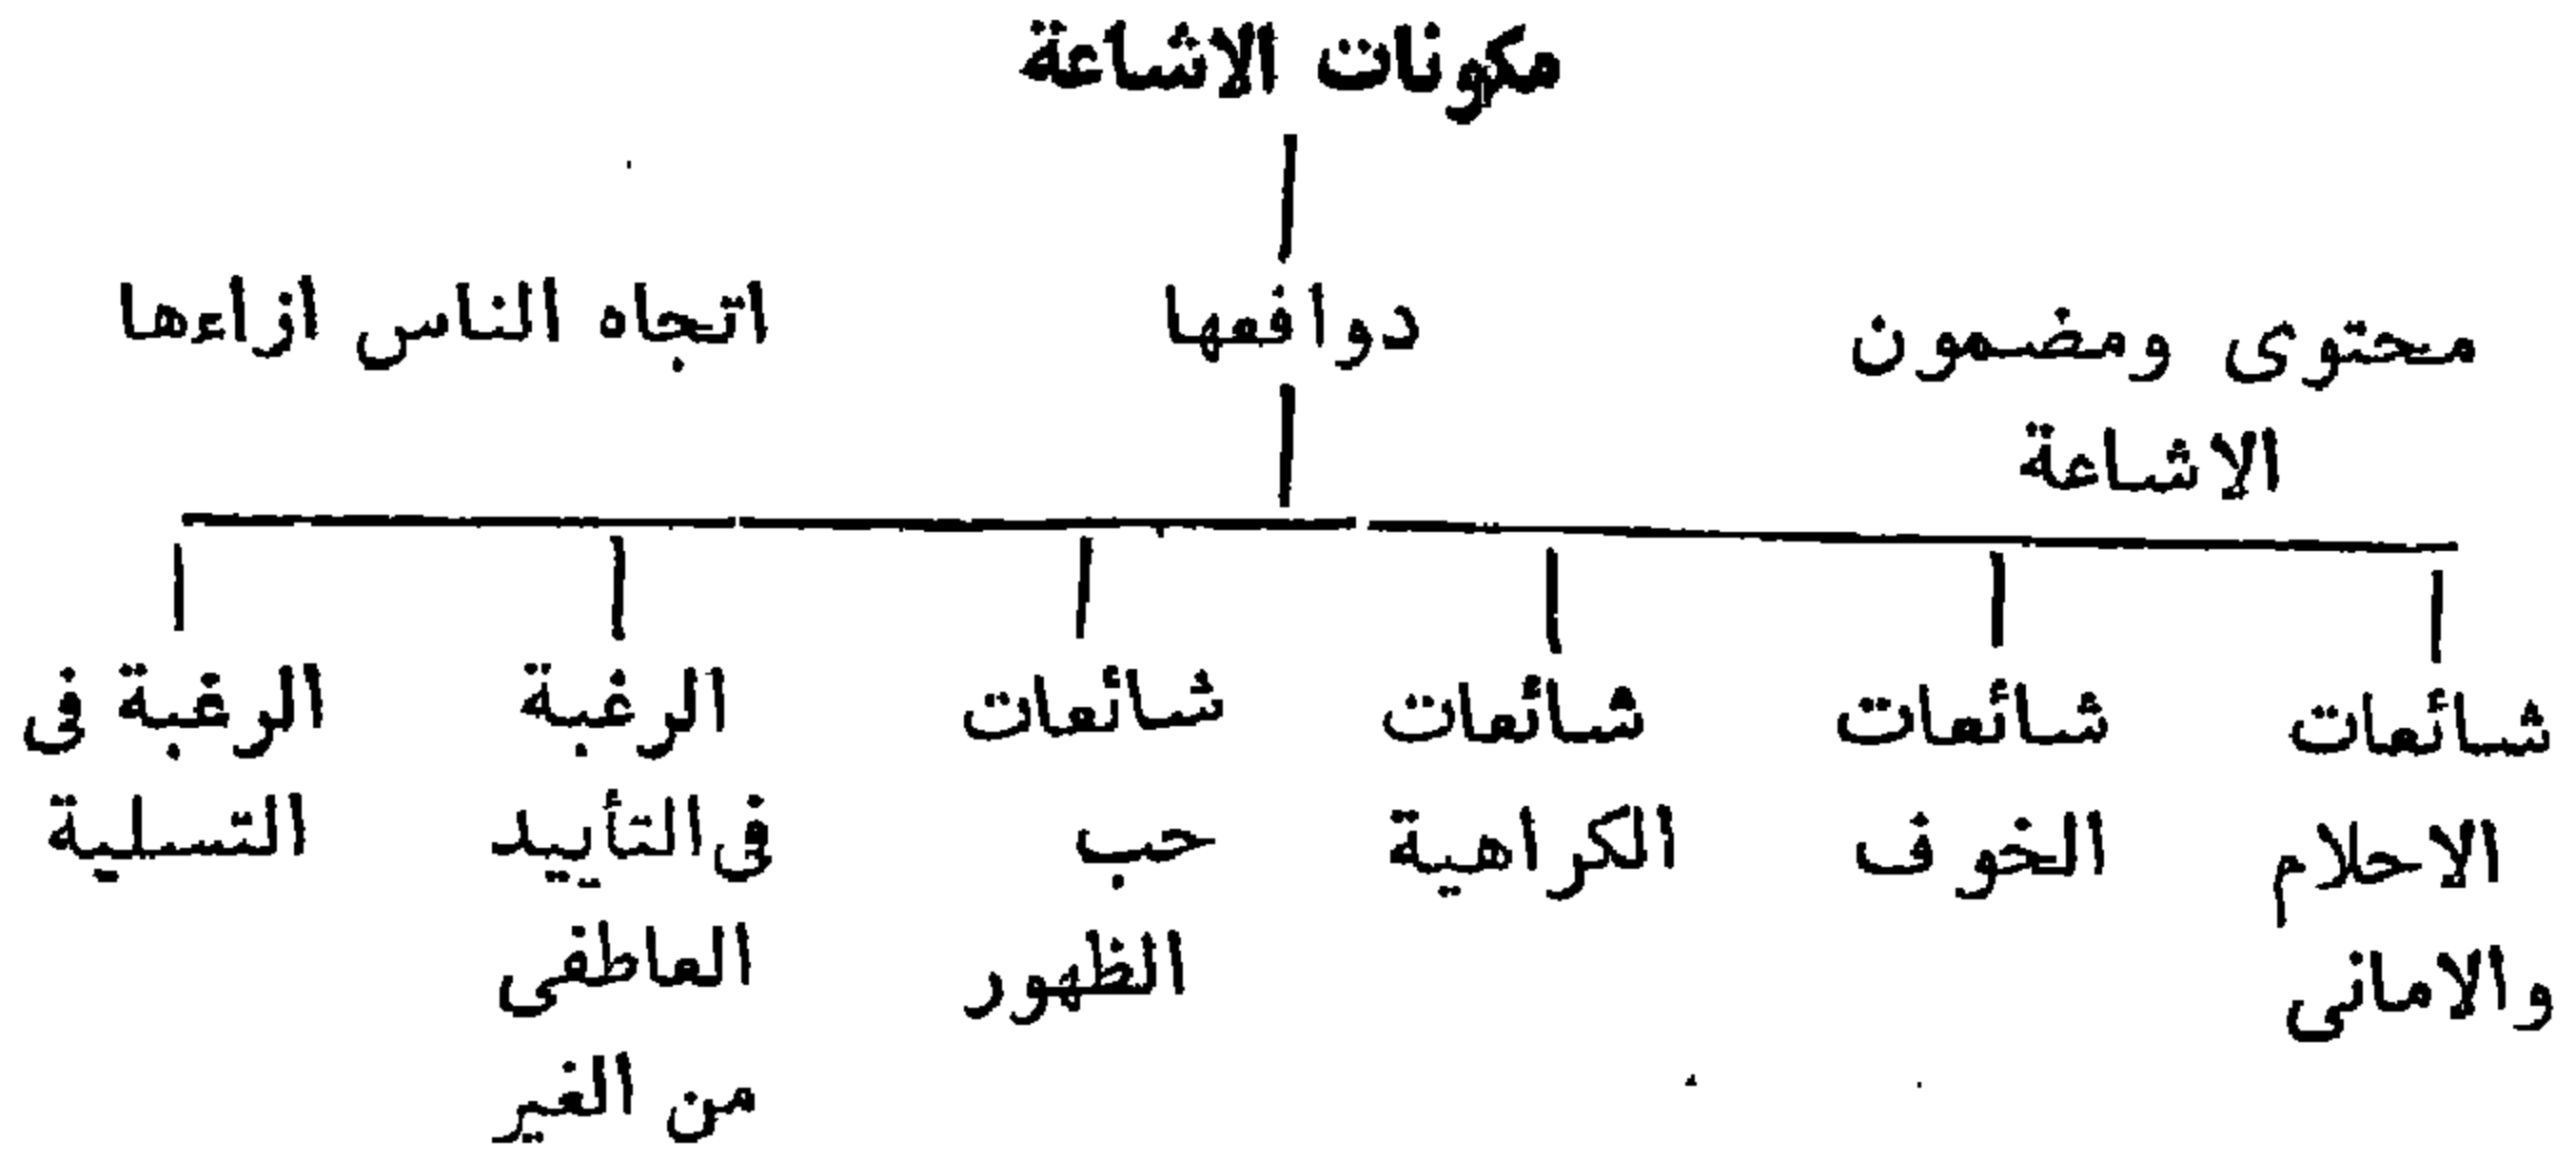 مكونات الاشاعة
محتوى ومضمون
الاشاعة
دوافعها
اتجاه الناس ازاءها
شائعات
الاحلام
والامانى
شائعات
الخوف
شائعات
الكراهية
شائعات
حب
الظهور
الرغبة
فى التأييد
العاطفى
من الغير
الرغبة فى
التسلية